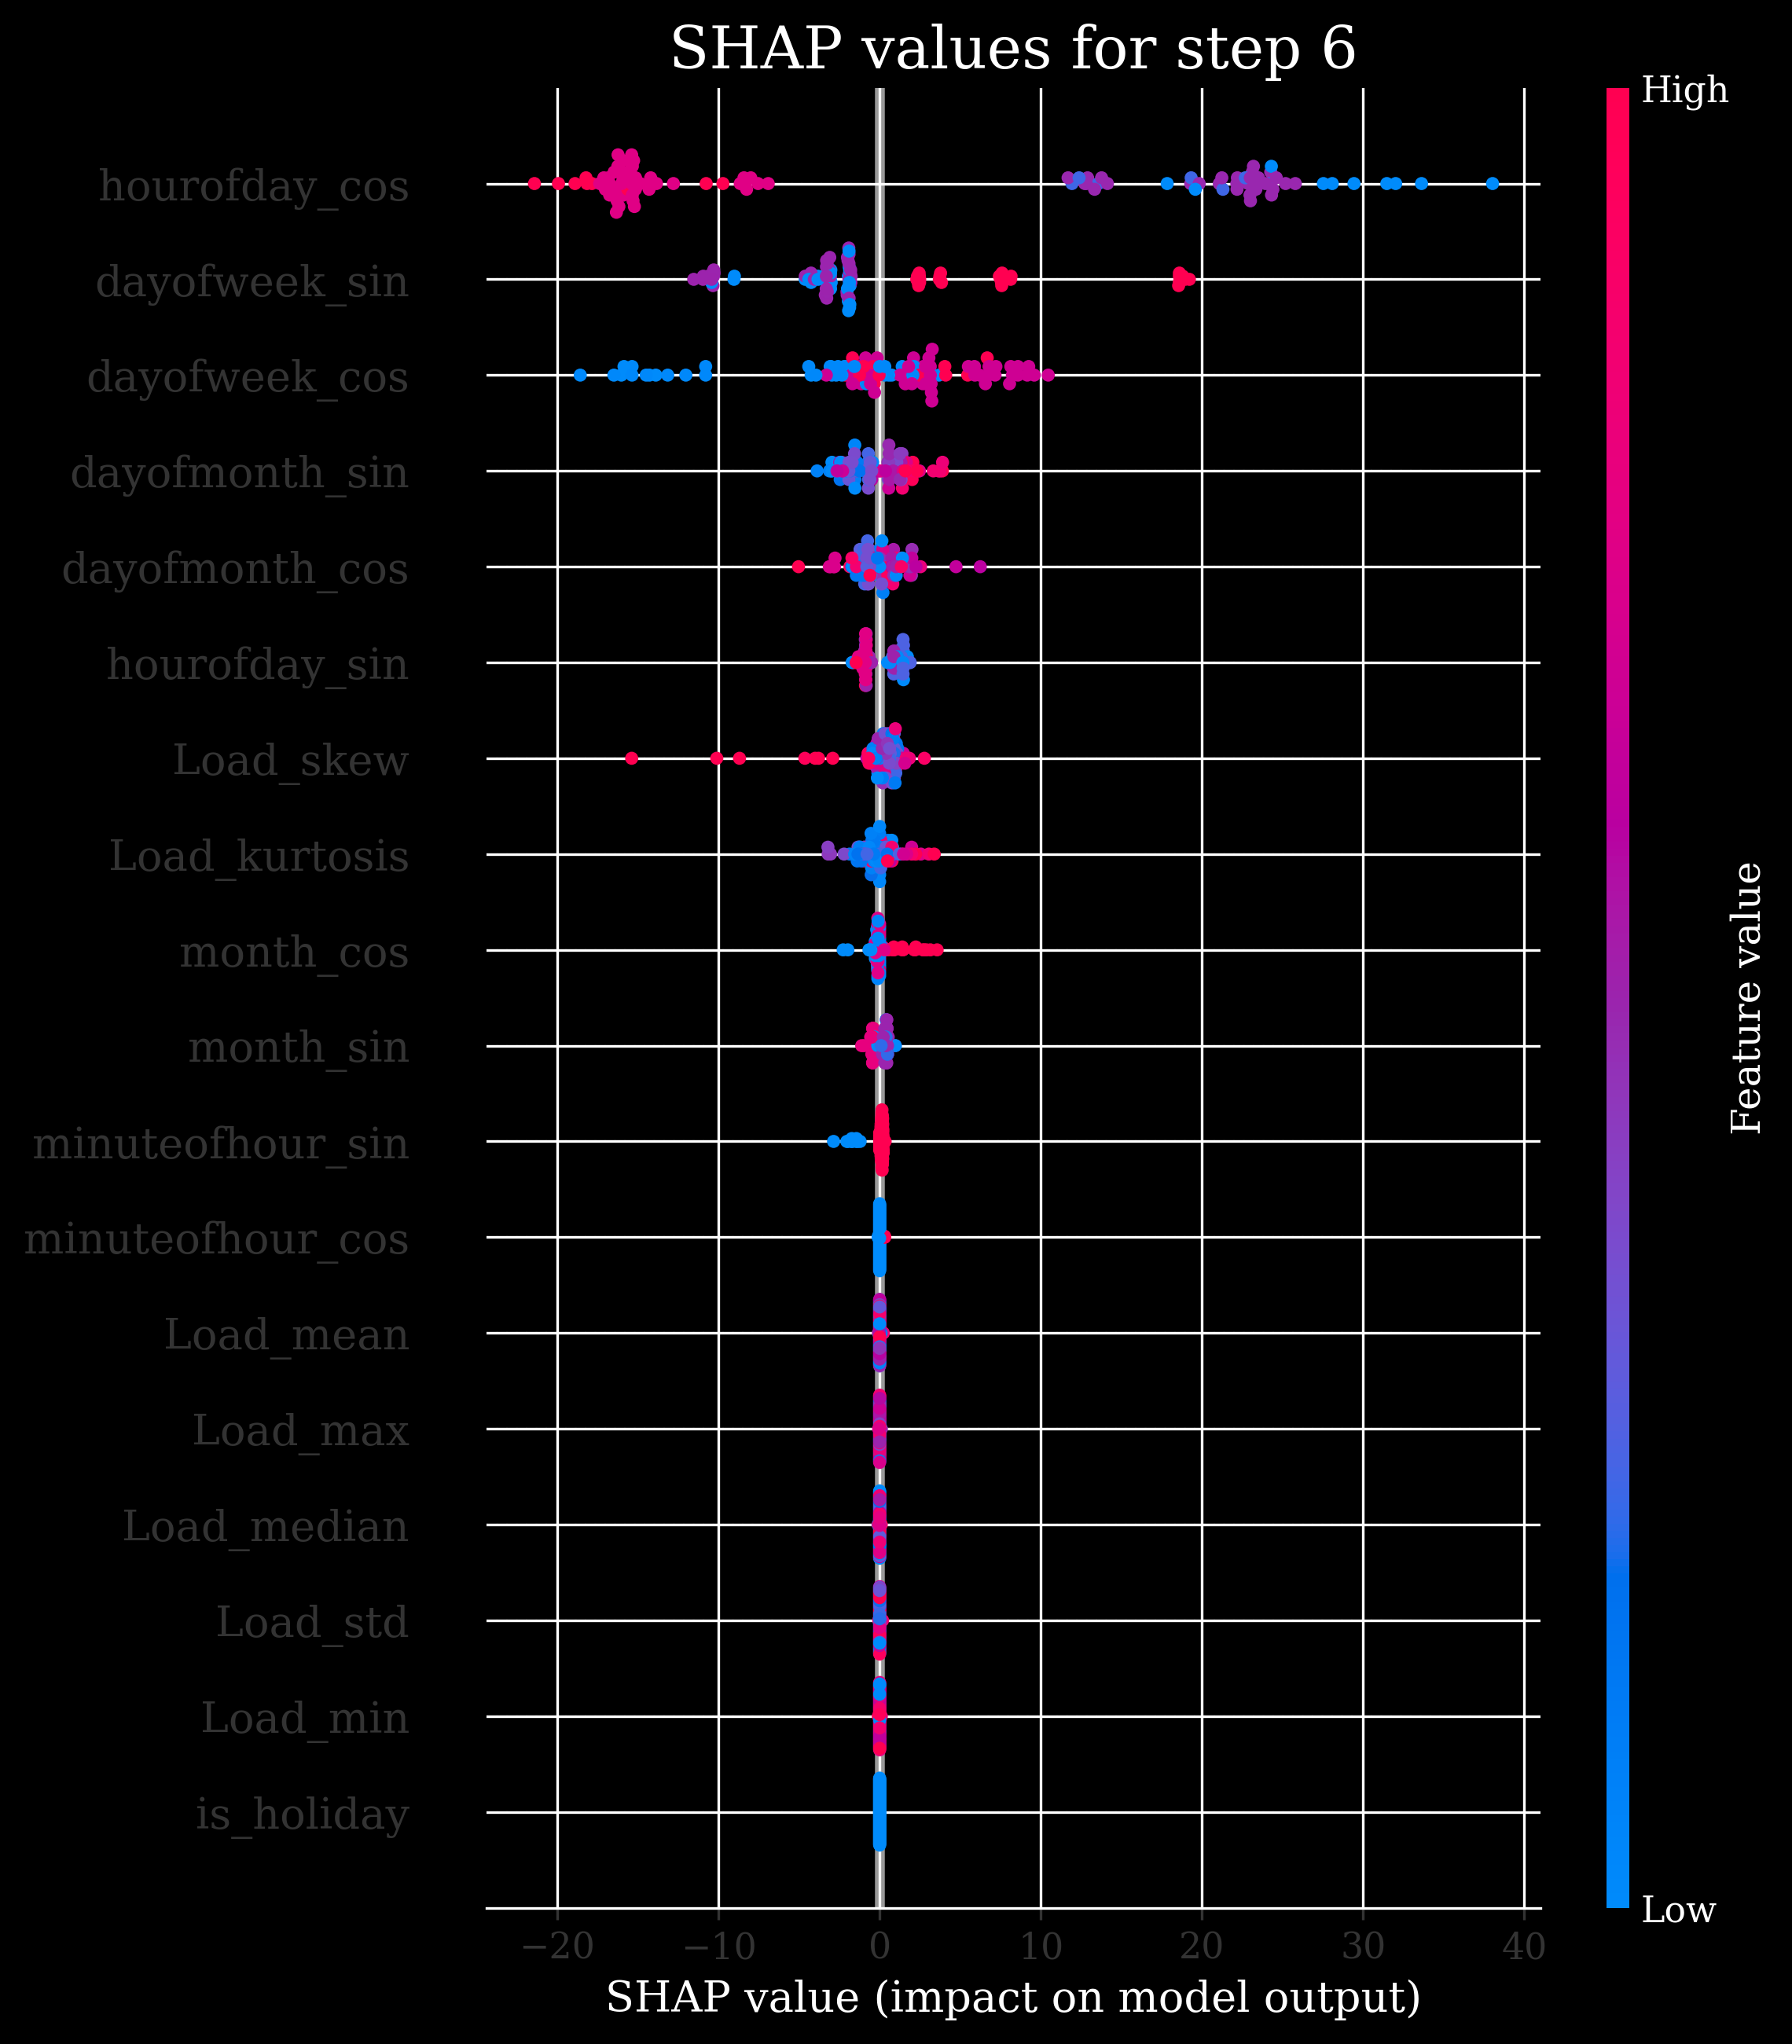 SHAP values for step 6
High
hourofday_cos
dayofweek_sin
dayofweek_cos
dayofmonth_sin
dayofmonth_cos
hourofday_sin
Load_skew
Load_kurtosis
month_cos
month_sin
minuteofhour_sin
minuteofhour_cos
Load_mean
Load_max
Load_median
Load_std
Load_min
is_holiday
Feature value
Low
−20 −10 0 10 20 30 40
SHAP value (impact on model output)